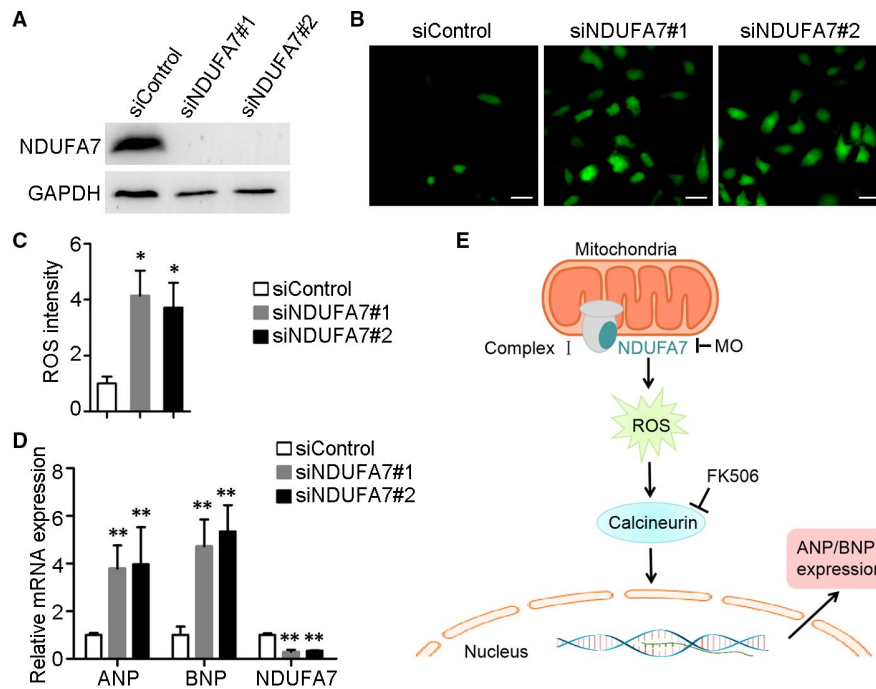 A
siControl
siNDUFA7#1
siNDUFA7#2
NDUFA7
GAPDH
B
siControl
siNDUFA7#1
siNDUFA7#2
C
ROS intensity
6
4
2
0
*
*
siControl
siNDUFA7#1
siNDUFA7#2
D
Relative mRNA expression
8
6
4
2
0
** **
** **
** **
siControl
siNDUFA7#1
siNDUFA7#2
ANP
BNP
NDUFA7
E
Mitochondria
Complex I
NDUFA7
MO
ROS
FK506
Calcineurin
ANP/BNP
expression
Nucleus